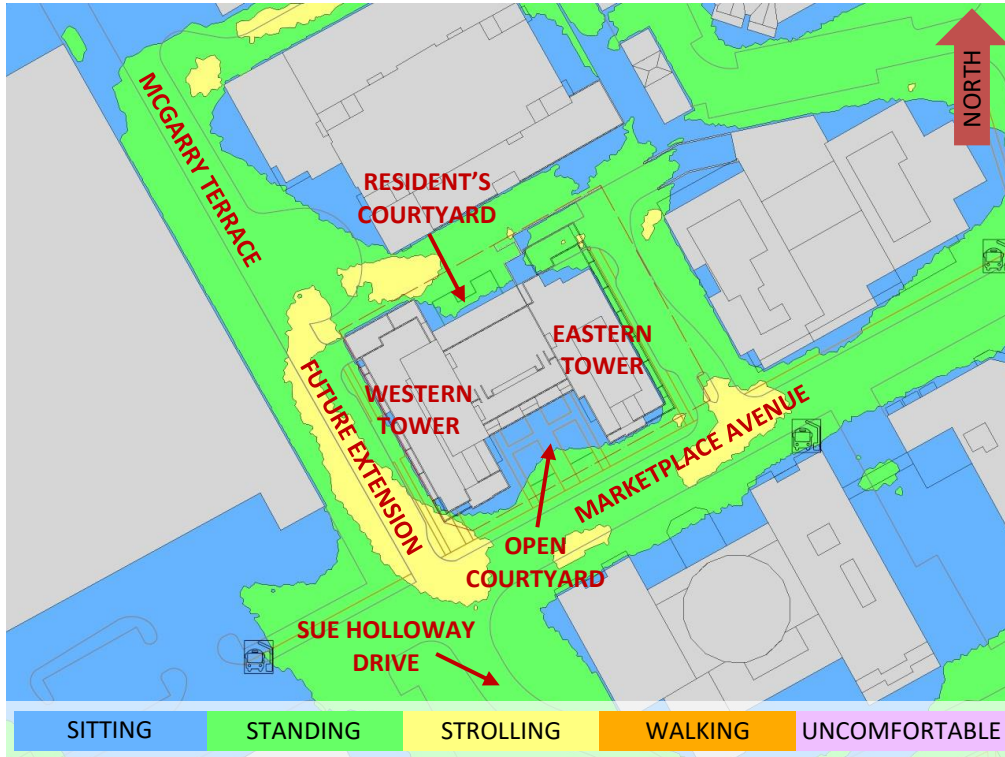 NORTH
MCGARRY TERRACE
RESIDENT'S
COURTYARD
EASTERN
TOWER
WESTERN
TOWER
FUTURE EXTENSION
MARKETPLACE AVENUE
OPEN
COURTYARD
SUE HOLLOWAY
DRIVE
SITTING
STANDING
STROLLING
WALKING
UNCOMFORTABLE